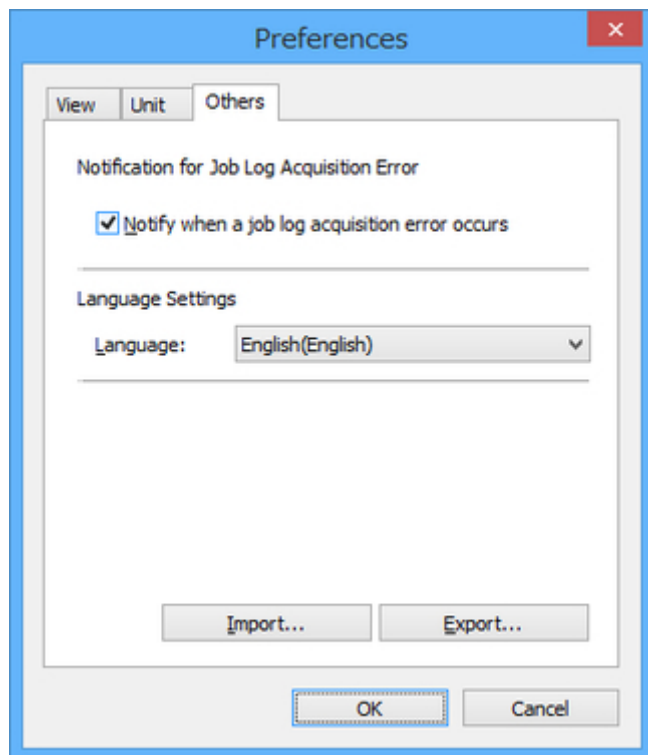 Preferences
View Unit Others
Notification for Job Log Acquisition Error
Notify when a job log acquisition error occurs
Language Settings
Language: English(English)
Import... Export...
OK Cancel